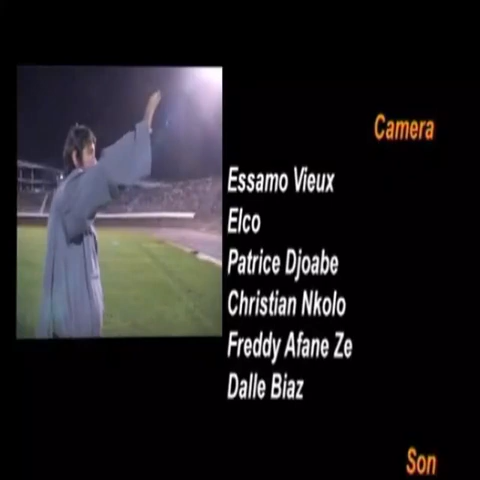 Camera
Essamo Vieux
Elco
Patrice Djoabe
Christian Nkolo
Freddy Afane Ze
Dalle Biaz
Son